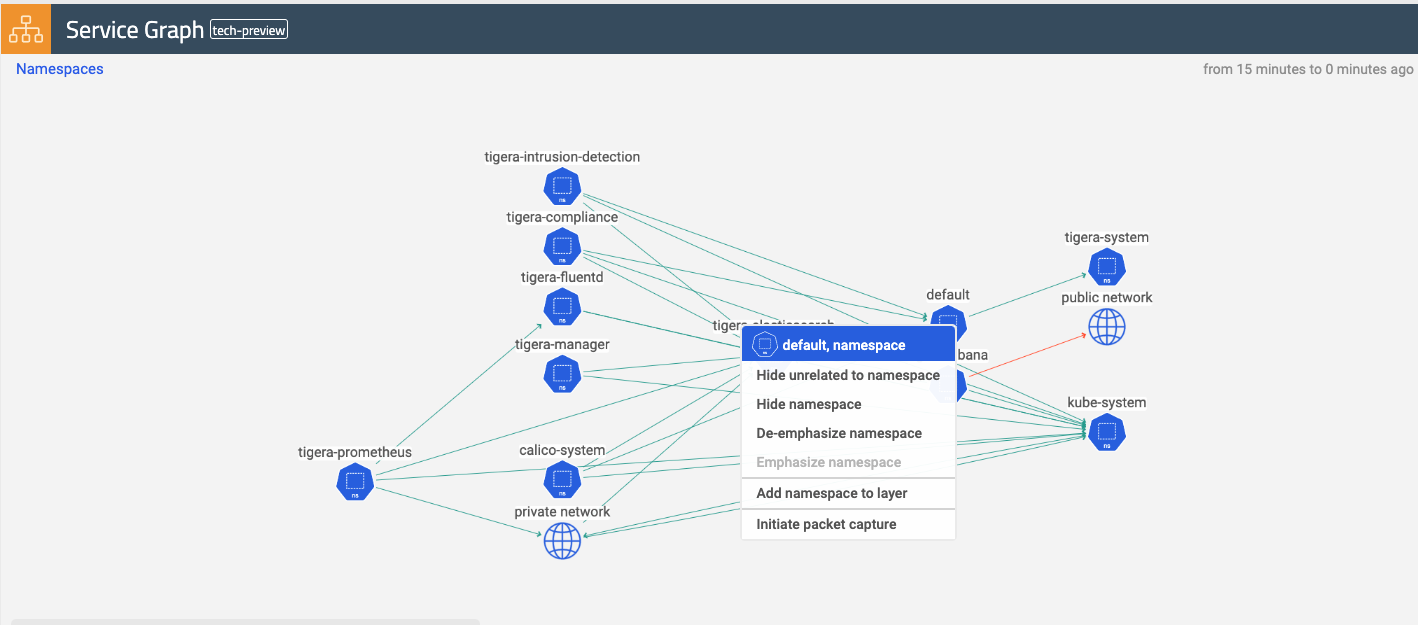 Service Graph tech-preview
Namespaces
from 15 minutes to 0 minutes ago
tigera-intrusion-detection
ns
tigera-compliance
ns
tigera-fluentd
ns
tigera-manager
ns
tigera-prometheus
ns
calico-system
ns
private network
default
bana
tigera-system
ns
public network
kube-system
ns
ns
default, namespace
Hide unrelated to namespace
Hide namespace
De-emphasize namespace
Emphasize namespace
Add namespace to layer
Initiate packet capture